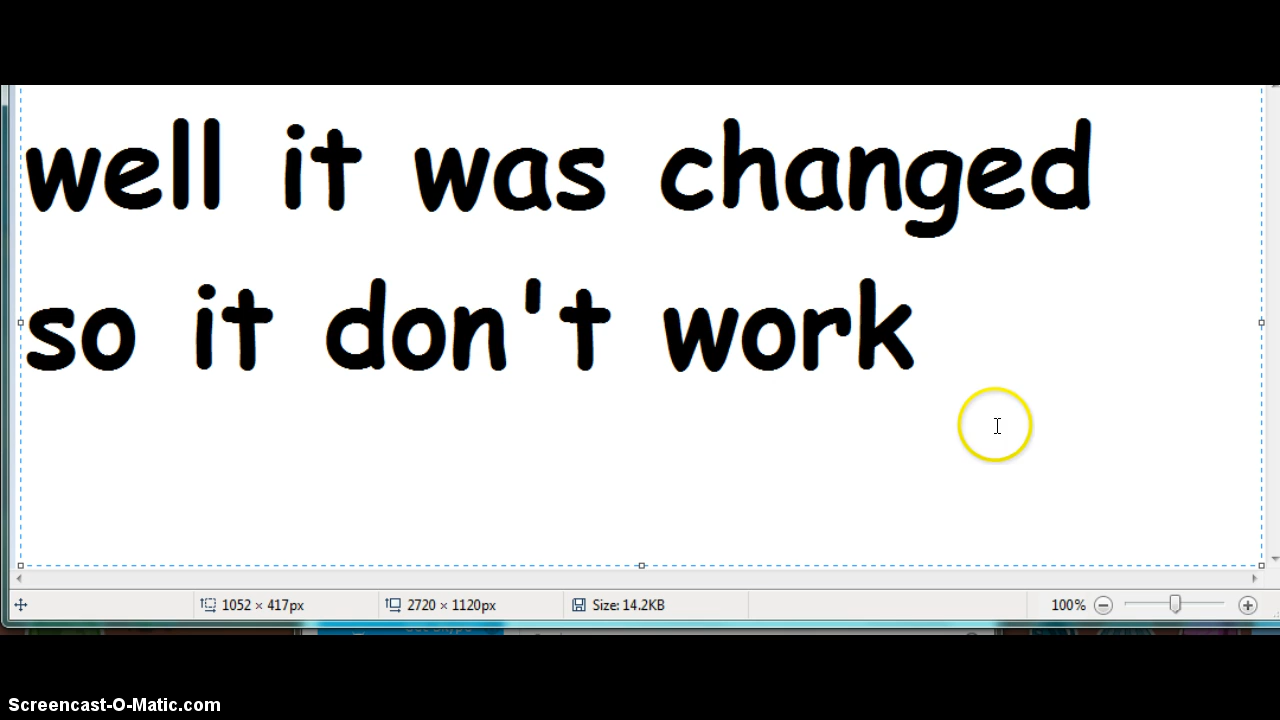 well it was changed
so it don't work
1052 × 417px 2720 × 1120px Size: 14.2KB 100%
Screencast-O-Matic.com